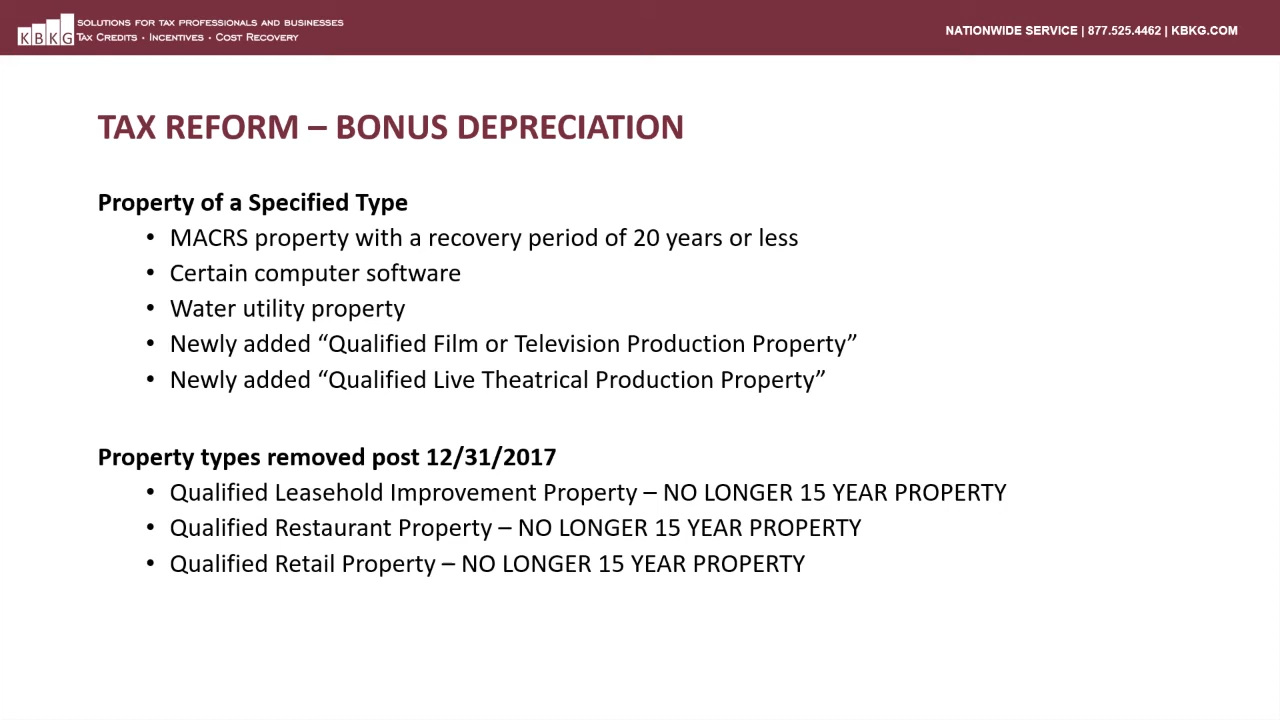 KBKG
SOLUTIONS FOR TAX PROFESSIONALS AND BUSINESSES
TAX CREDITS · INCENTIVES · COST RECOVERY
NATIONWIDE SERVICE | 877.525.4462 | KBKG.COM
TAX REFORM – BONUS DEPRECIATION
Property of a Specified Type
• MACRS property with a recovery period of 20 years or less
• Certain computer software
• Water utility property
• Newly added “Qualified Film or Television Production Property”
• Newly added “Qualified Live Theatrical Production Property”
Property types removed post 12/31/2017
• Qualified Leasehold Improvement Property – NO LONGER 15 YEAR PROPERTY
• Qualified Restaurant Property – NO LONGER 15 YEAR PROPERTY
• Qualified Retail Property – NO LONGER 15 YEAR PROPERTY